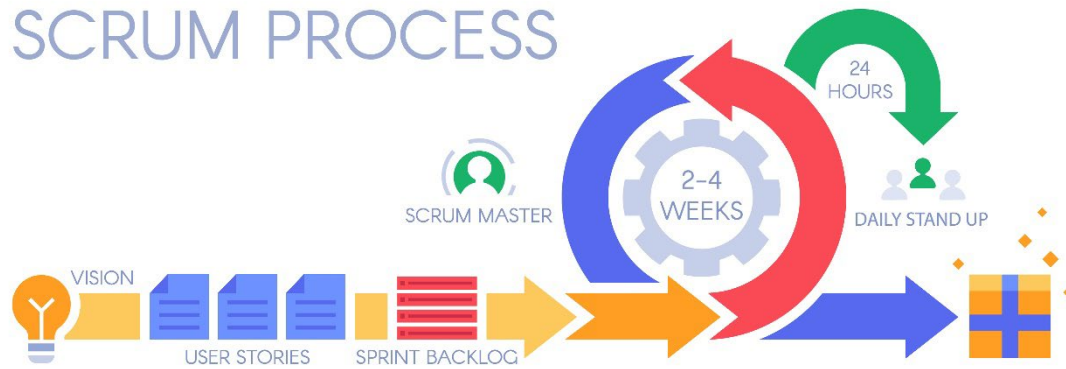 SCRUM PROCESS
24
HOURS
2-4
WEEKS
SCRUM MASTER
DAILY STAND UP
VISION
USER STORIES
SPRINT BACKLOG